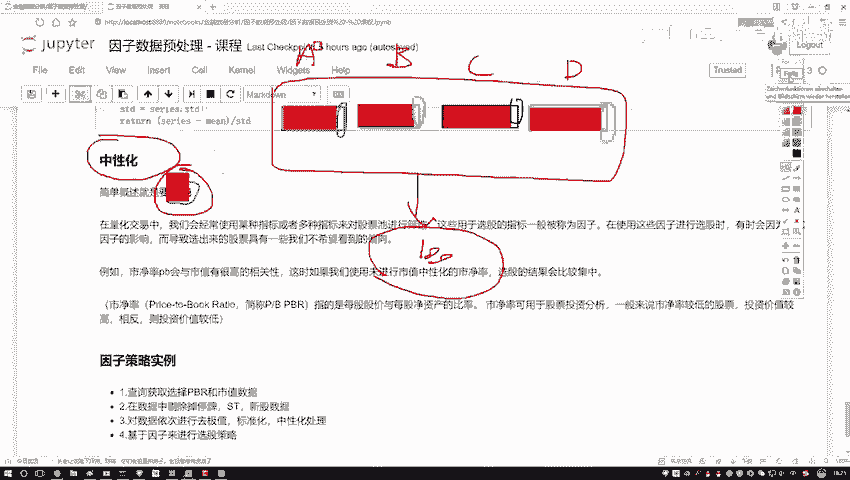 jupyter 因子数据预处理 - 课程 Last Checkpoint: hours ago (autosaved)
Logout
A B C D
File Edit View Insert Cell Kernel Widgets Help
Trusted
Markdown
std = series.std()
return (series - mean)/std
中性化
简单概述就是要
100
在量化交易中，我们会经常使用某种指标或者多种指标来对股票池进行 这些用于选股的指标一般被称为因子。在使用这些因子进行选股时，有时会因
因子的影响，而导致选出来的股票具有一些我们不希望看到的
例如，市净率pb会与市值有很高的相关性，这时如果我们使用未进行市值中性化的市净率，选股的结果会比较集中。
（市净率（Price-to-Book Ratio，简称P/B PBR）指的是每股股价与每股净资产的比率。 市净率可用于股票投资分析，一般来说市净率较低的股票，投资价值较
高，相反，则投资价值较低）
因子策略实例
1.查询获取选择PBR和市值数据
2.在数据中剔除掉停牌，ST，新股数据
3.对数据依次进行去极值，标准化，中性化处理
4.基于因子来进行选股策略